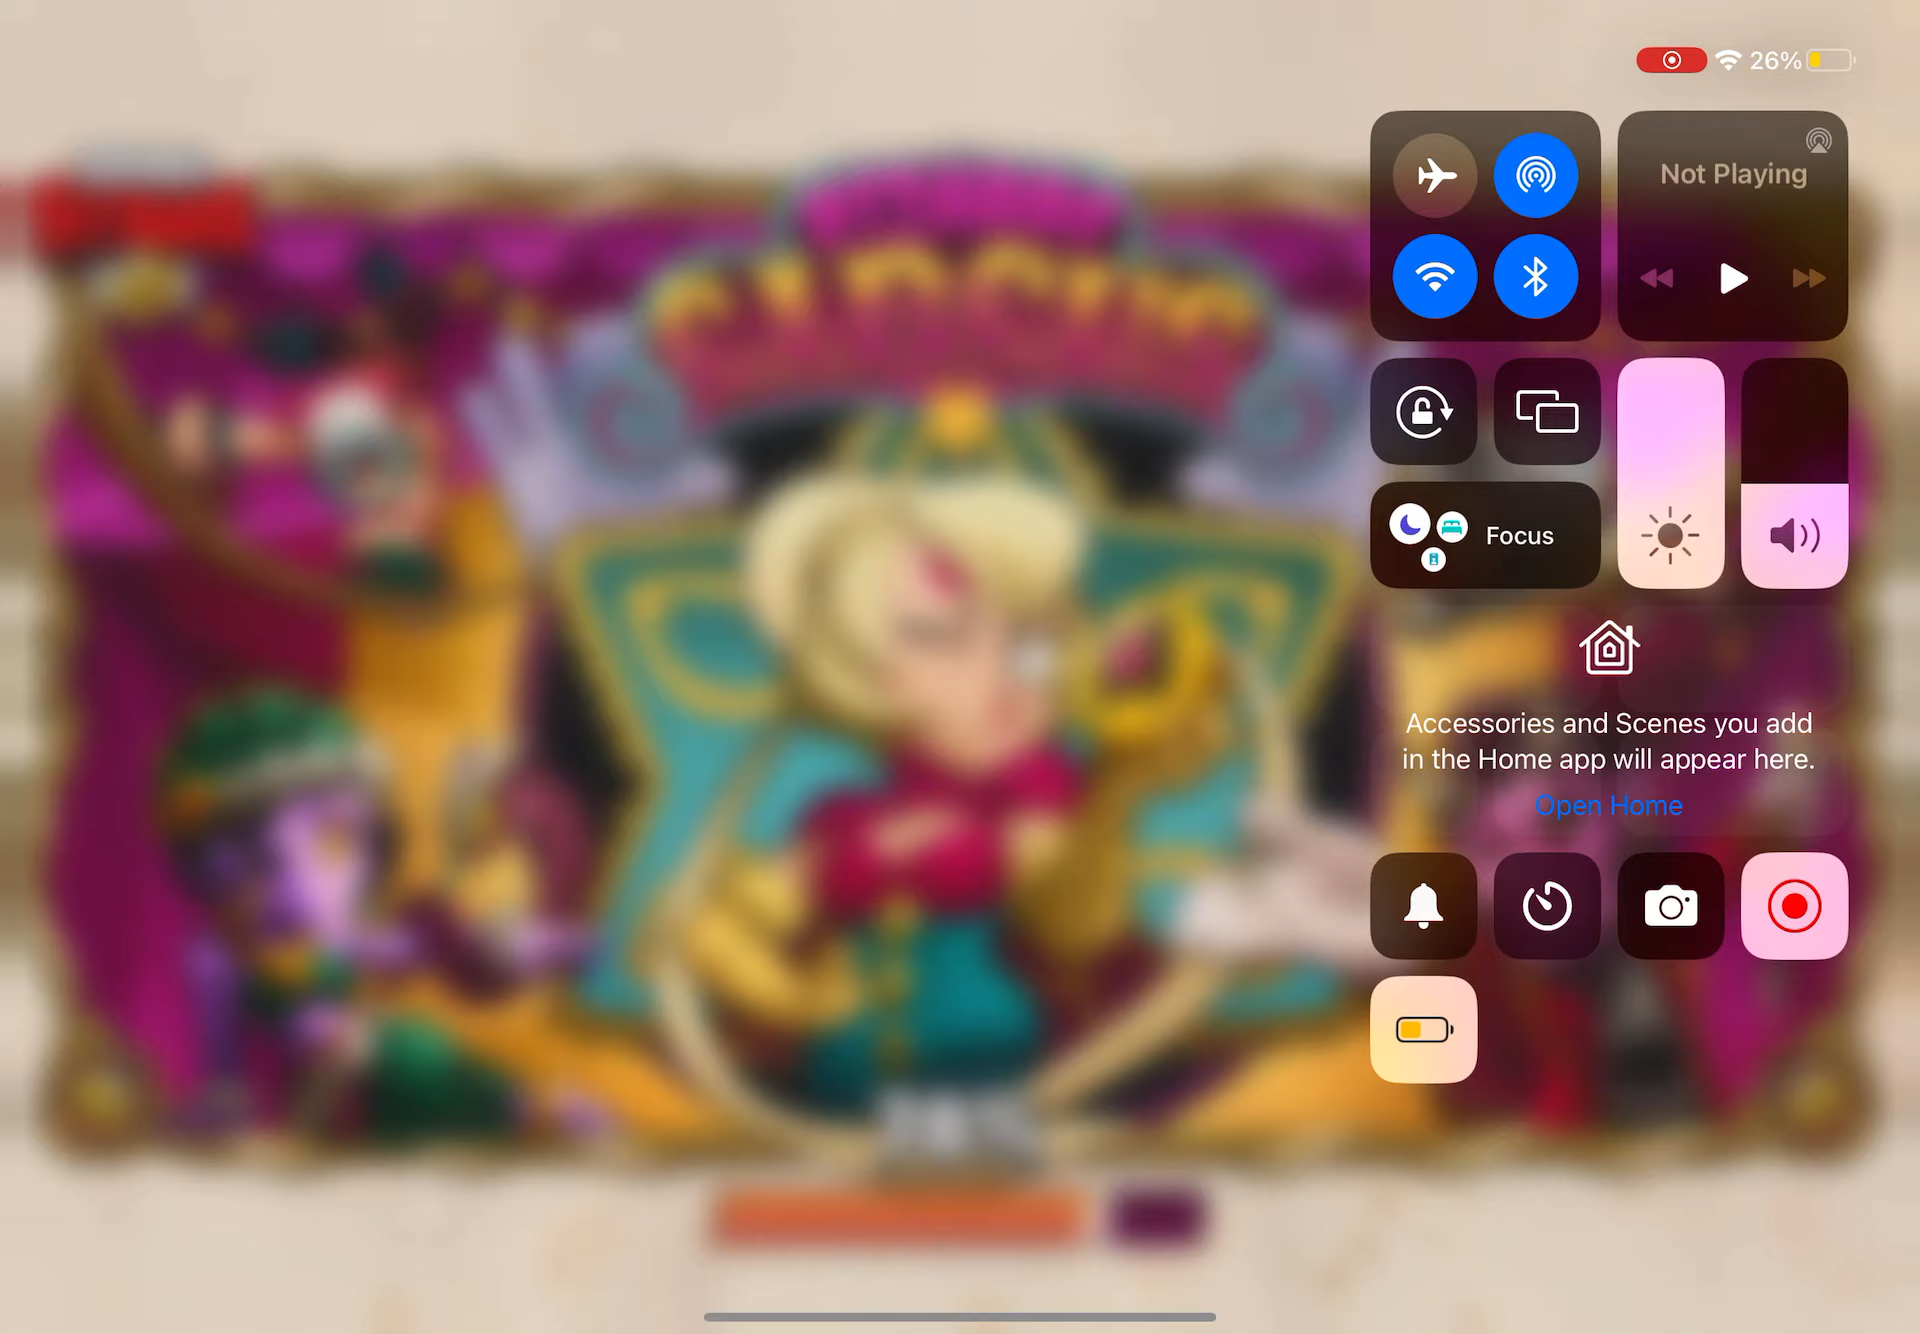 26%
Not Playing
Focus
Accessories and Scenes you add
in the Home app will appear here.
Open Home